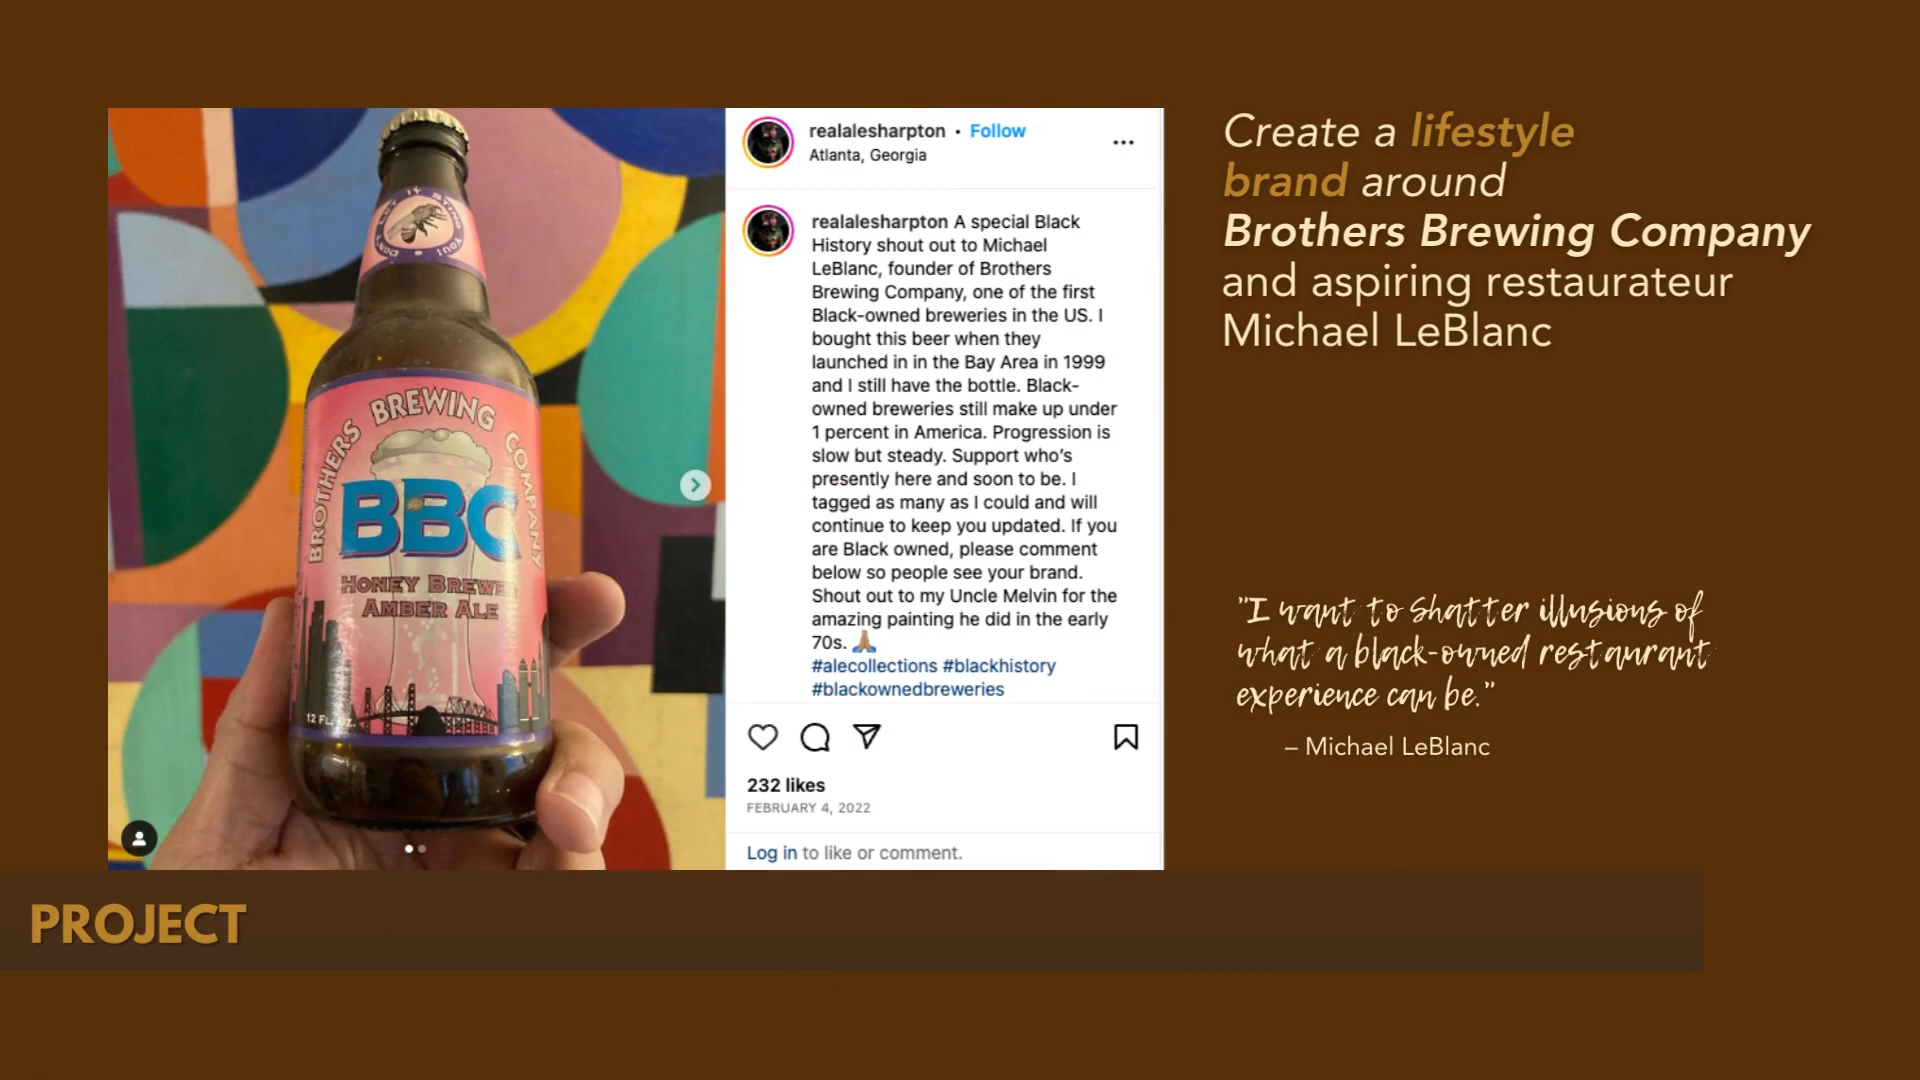 LET IT STING YOU!
DON'T
BROTHERS BREWING COMPANY
BBC
HONEY BREWE
AMBER ALE
12 FL. OZ.
realalesharpton • Follow
Atlanta, Georgia
realalesharpton A special Black
History shout out to Michael
LeBlanc, founder of Brothers
Brewing Company, one of the first
Black-owned breweries in the US. I
bought this beer when they
launched in in the Bay Area in 1999
and I still have the bottle. Black-
owned breweries still make up under
1 percent in America. Progression is
slow but steady. Support who's
presently here and soon to be. I
tagged as many as I could and will
continue to keep you updated. If you
are Black owned, please comment
below so people see your brand.
Shout out to my Uncle Melvin for the
amazing painting he did in the early
70s. 🙏🏽
#alecollections #blackhistory
#blackownedbreweries
232 likes
FEBRUARY 4, 2022
Log in to like or comment.
Create a lifestyle
brand around
Brothers Brewing Company
and aspiring restaurateur
Michael LeBlanc
"I want to shatter illusions of
what a black-owned restaurant
experience can be."
– Michael LeBlanc
PROJECT